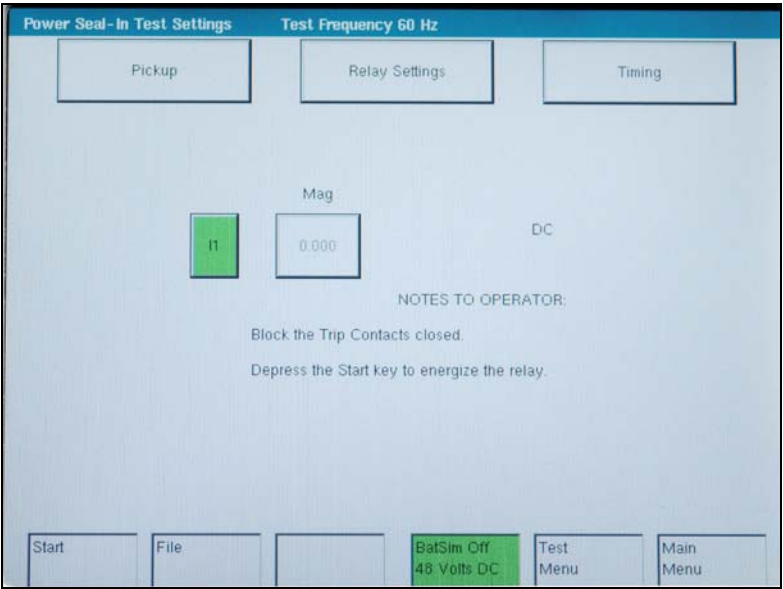 Power Seal-In Test Settings Test Frequency 60 Hz
Pickup Relay Settings Timing
Mag
I1 0.000 DC
NOTES TO OPERATOR:
Block the Trip Contacts closed.
Depress the Start key to energize the relay.
Start File BatSim Off Test Main
48 Volts DC Menu Menu